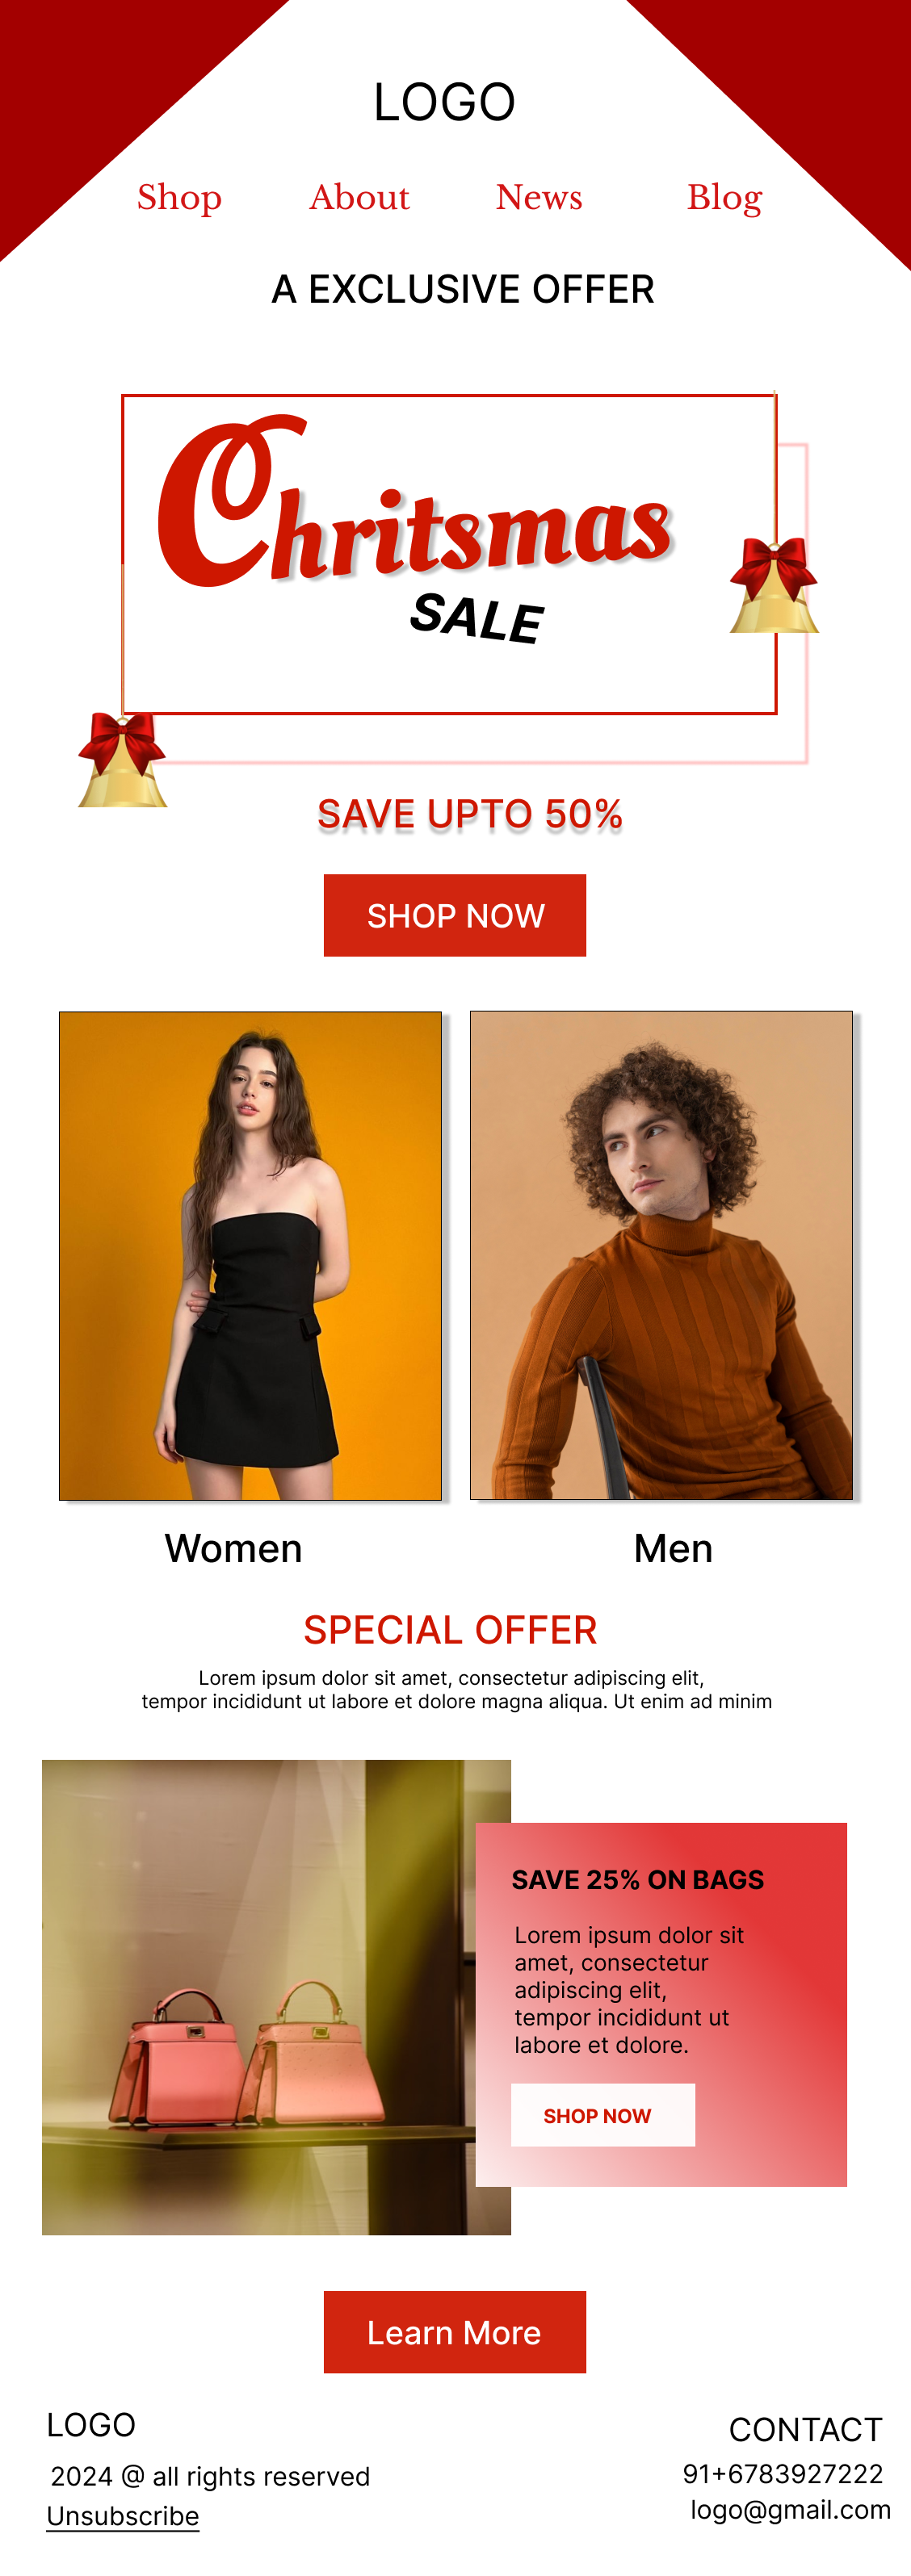 LOGO
Shop About News Blog
A EXCLUSIVE OFFER
Chritsmas
SALE
SAVE UPTO 50%
SHOP NOW
Women
Men
SPECIAL OFFER
Lorem ipsum dolor sit amet, consectetur adipiscing elit,
tempor incididunt ut labore et dolore magna aliqua. Ut enim ad minim
SAVE 25% ON BAGS
Lorem ipsum dolor sit
amet, consectetur
adipiscing elit,
tempor incididunt ut
labore et dolore.
SHOP NOW
Learn More
LOGO
2024 @ all rights reserved
Unsubscribe
CONTACT
91+6783927222
logo@gmail.com